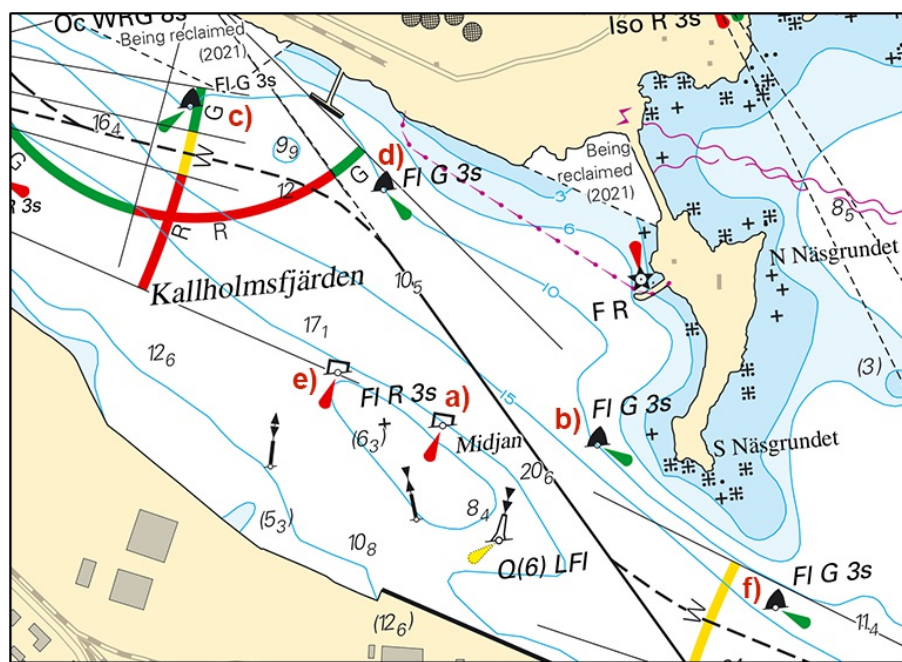 Oc WRG 8s
Being reclaimed
(2021)
Iso R 3s
Fl G 3s
G
c)
16₄
W
9₉
d)
Fl G 3s
G
Being
reclaimed
(2021)
3
6
8₅
G
R 3s
12
R
R
N Näsgrundet
Kallholmsfjärden
10₅
10
F R
17₁
12₆
(3)
e)
Fl R 3s
a)
15
b)
Fl G 3s
(6₃)
Midjan
S Näsgrundet
20₆
8₄
(5₃)
10₈
Q(6) LFl
f)
Fl G 3s
W
11₄
(12₆)